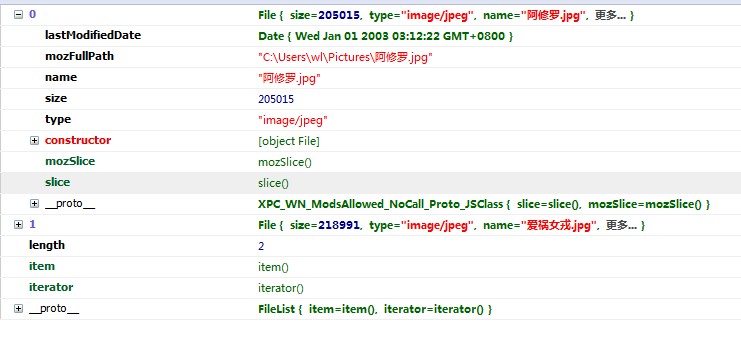 0 File { size=205015, type="image/jpeg", name="阿修罗.jpg", 更多... }
lastModifiedDate Date { Wed Jan 01 2003 03:12:22 GMT+0800 }
mozFullPath "C:\Users\wl\Pictures\阿修罗.jpg"
name "阿修罗.jpg"
size 205015
type "image/jpeg"
constructor [object File]
mozSlice mozSlice()
slice slice()
__proto__ XPC_WN_ModsAllowed_NoCall_Proto_JSClass { slice=slice(), mozSlice=mozSlice() }
1 File { size=218991, type="image/jpeg", name="爱祸女戎.jpg", 更多... }
length 2
item item()
iterator iterator()
__proto__ FileList { item=item(), iterator=iterator() }